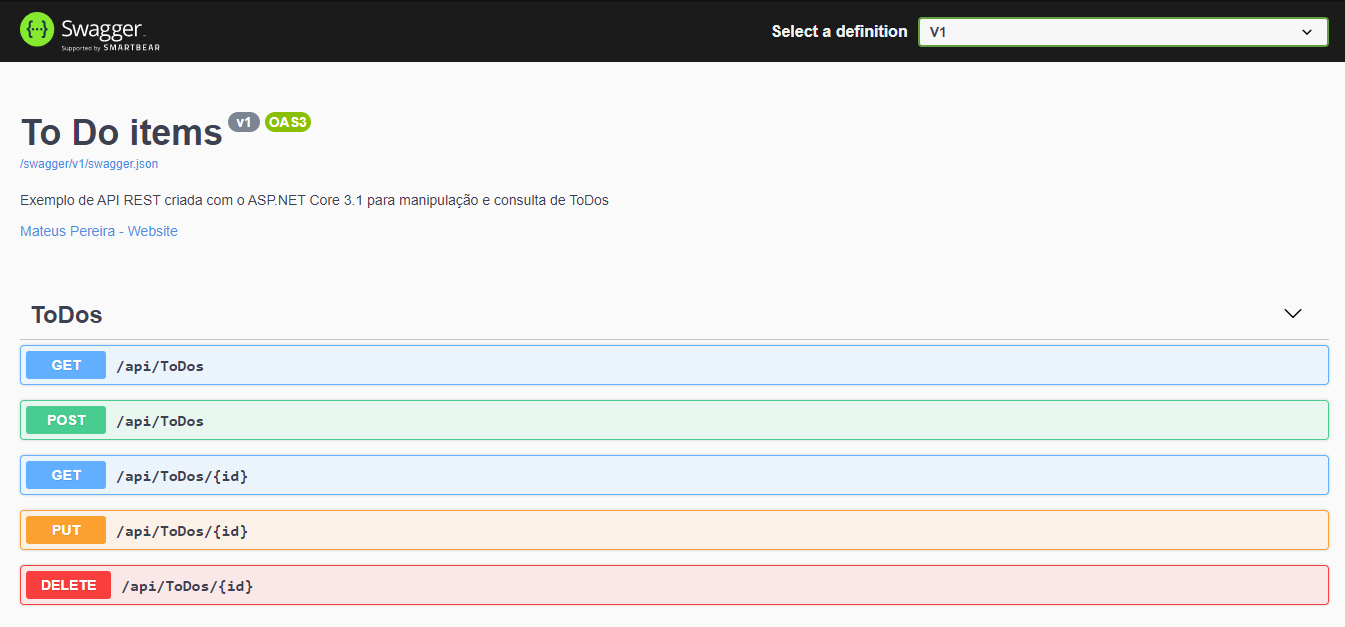 {··} Swagger
Supported by SMARTBEAR
Select a definition V1
To Do items v1 OAS3
/swagger/v1/swagger.json
Exemplo de API REST criada com o ASP.NET Core 3.1 para manipulação e consulta de ToDos
Mateus Pereira - Website
ToDos
GET /api/ToDos
POST /api/ToDos
GET /api/ToDos/{id}
PUT /api/ToDos/{id}
DELETE /api/ToDos/{id}